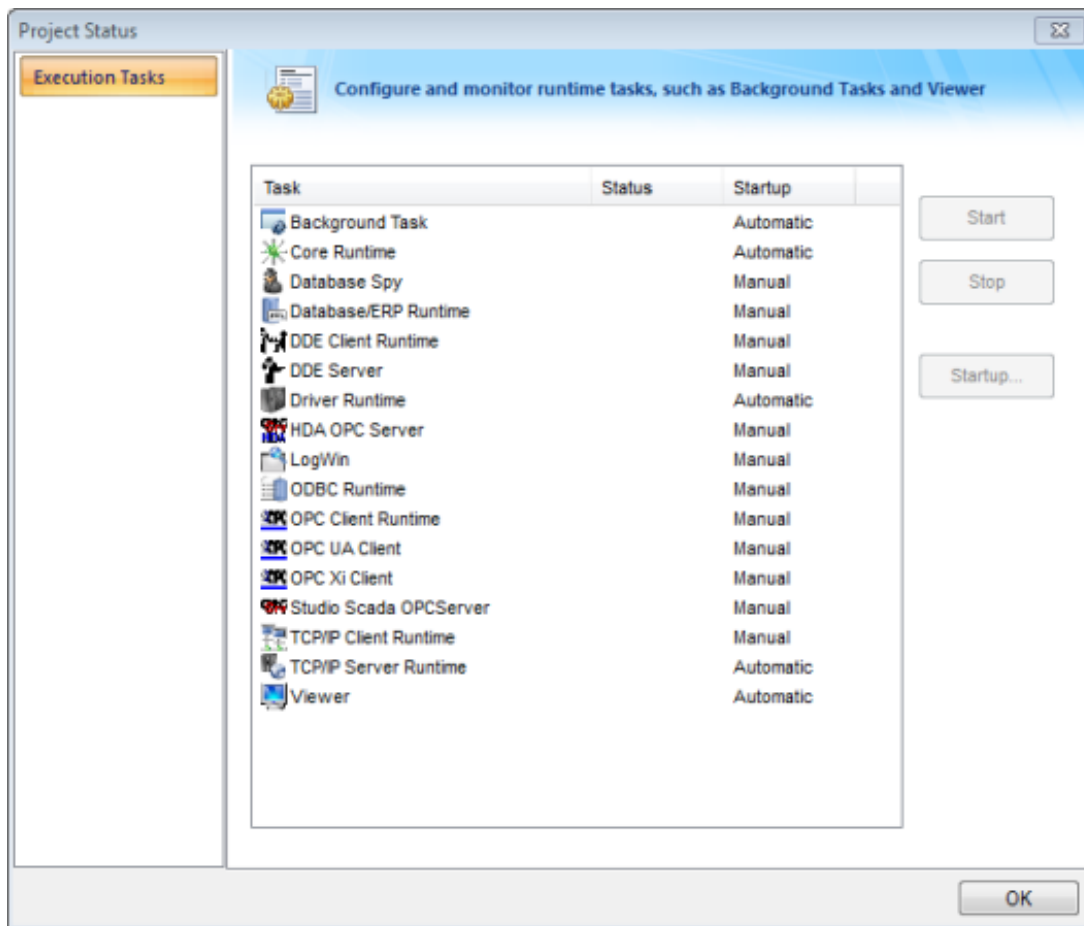 Project Status
Execution Tasks
Configure and monitor runtime tasks, such as Background Tasks and Viewer
Task Status Startup
Background Task Automatic
Core Runtime Automatic
Database Spy Manual
Database/ERP Runtime Manual
DDE Client Runtime Manual
DDE Server Manual
Driver Runtime Automatic
HDA OPC Server Manual
LogWin Manual
ODBC Runtime Manual
OPC Client Runtime Manual
OPC UA Client Manual
OPC Xi Client Manual
Studio Scada OPCServer Manual
TCP/IP Client Runtime Manual
TCP/IP Server Runtime Automatic
Viewer Automatic
Start
Stop
Startup...
OK